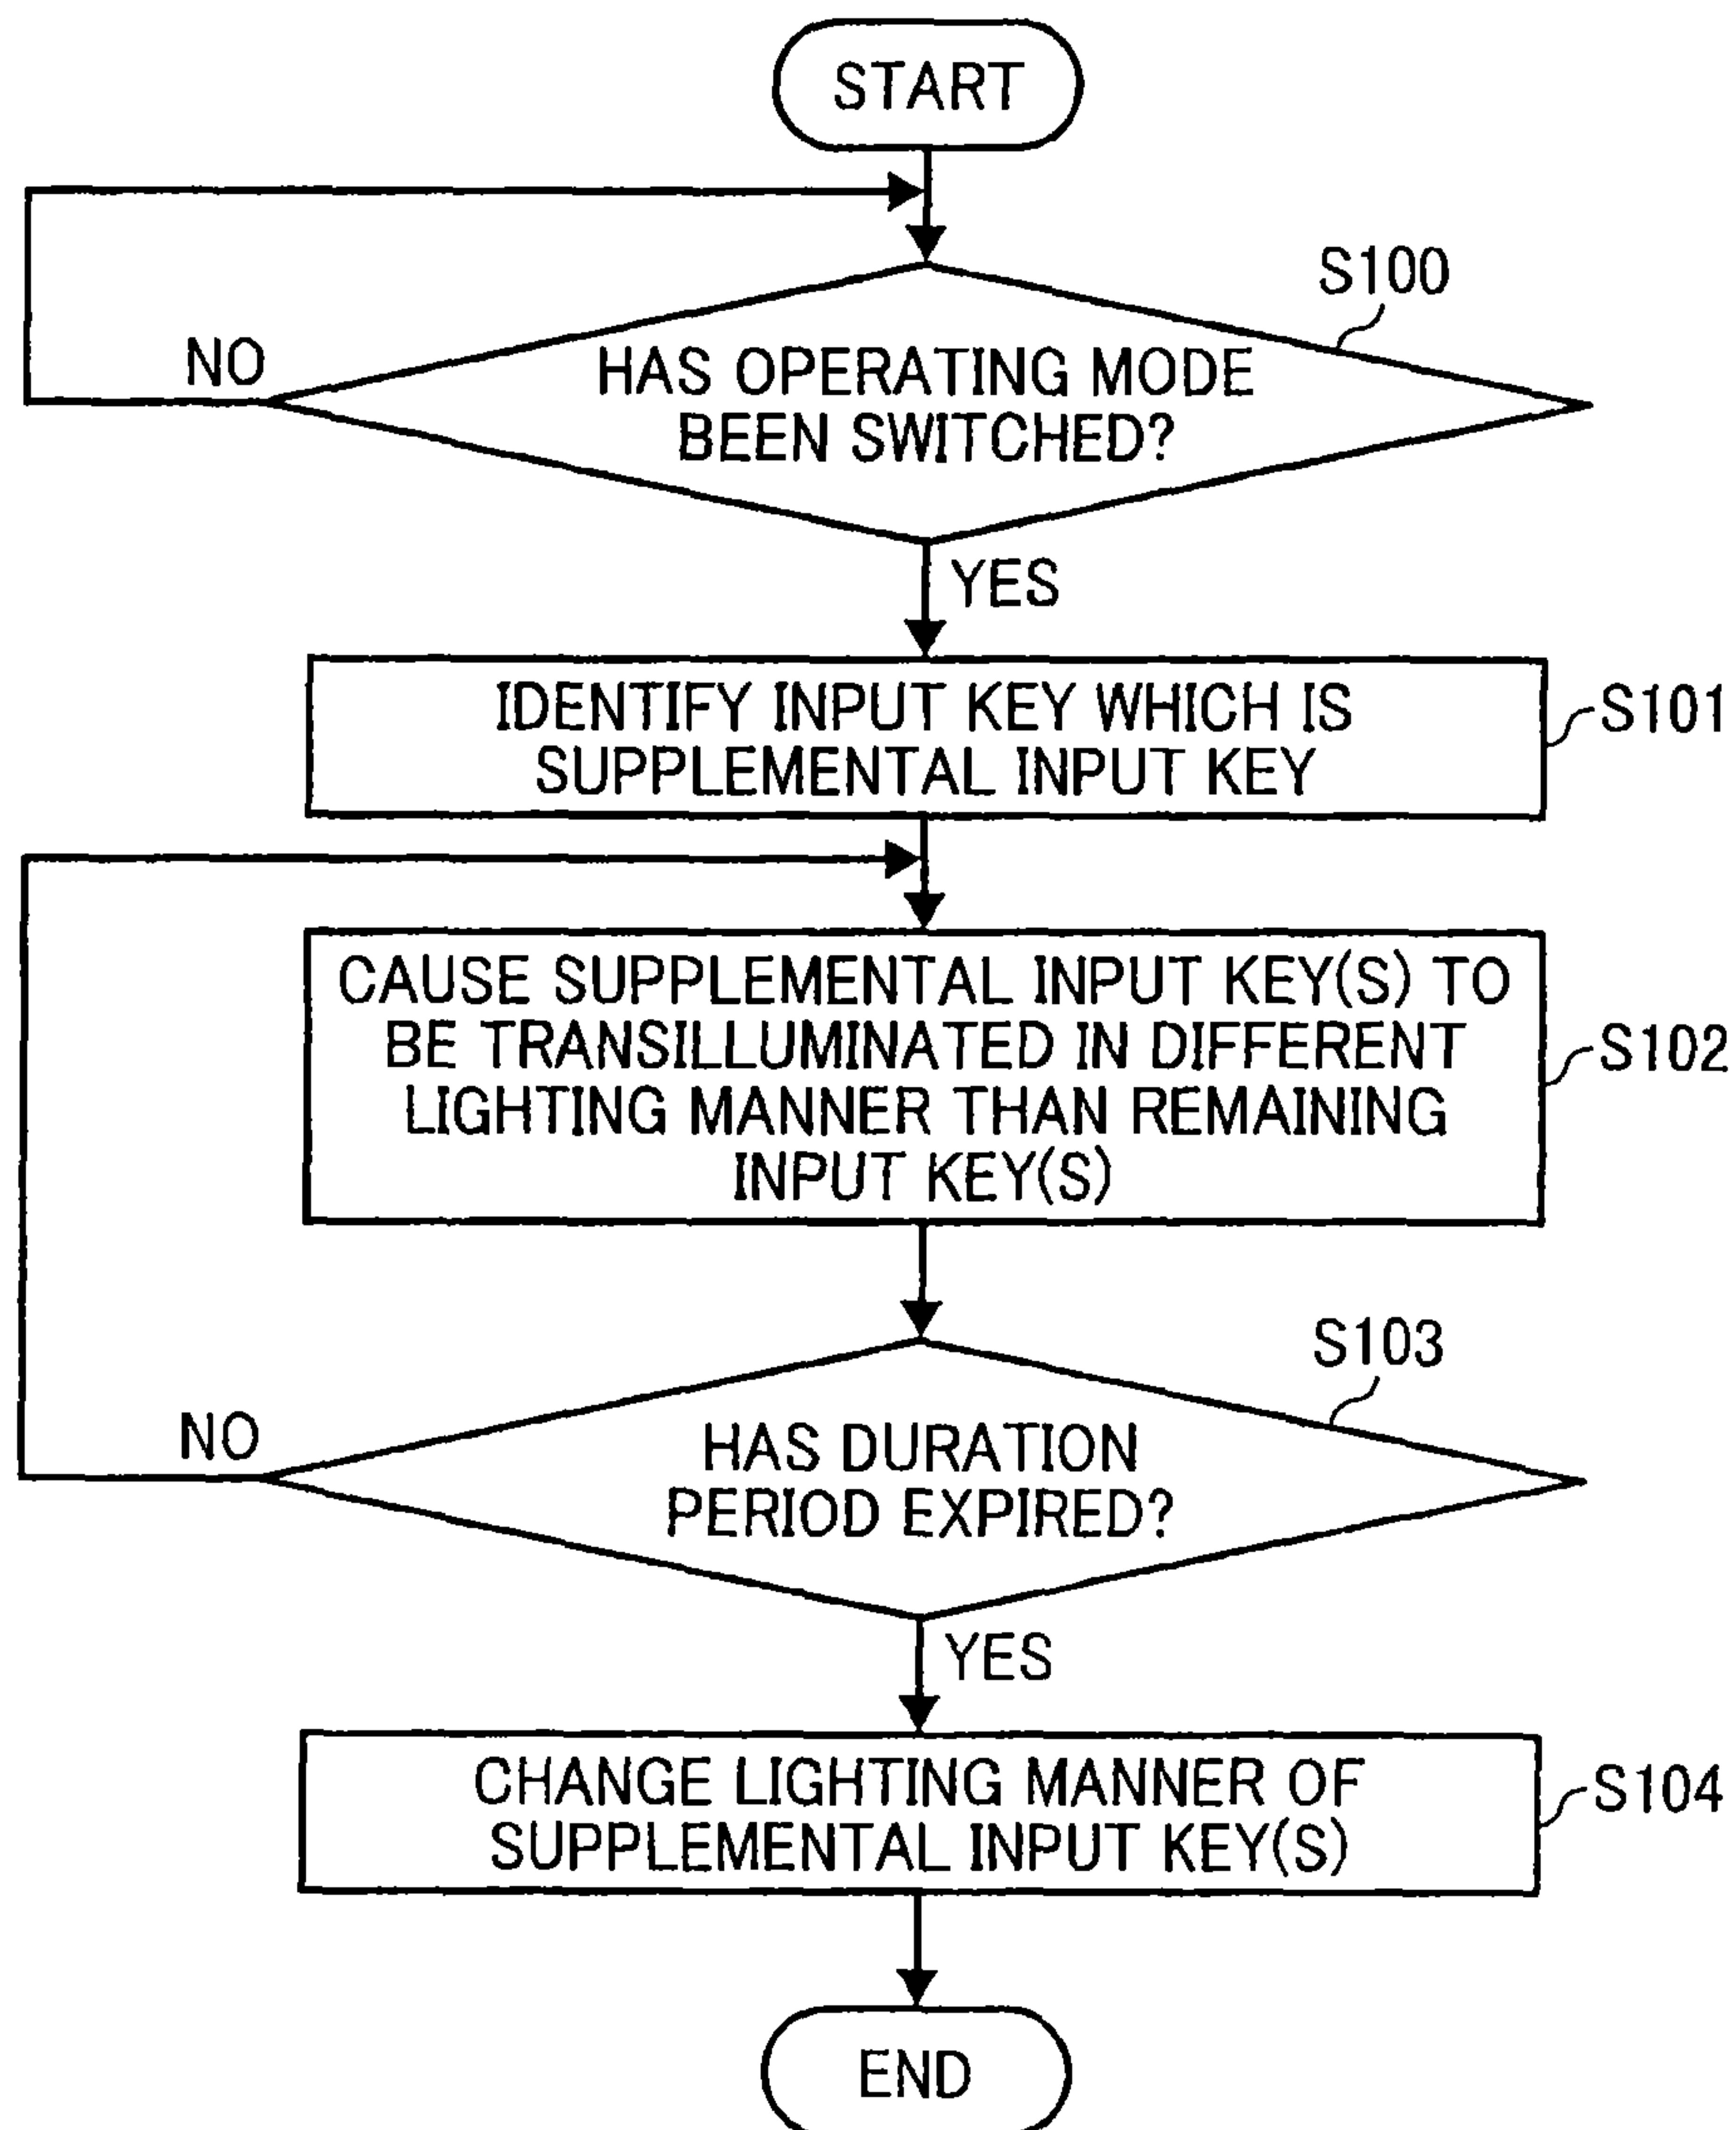 START
S100
NO
HAS OPERATING MODE
BEEN SWITCHED?
YES
IDENTIFY INPUT KEY WHICH IS
SUPPLEMENTAL INPUT KEY
S101
CAUSE SUPPLEMENTAL INPUT KEY(S) TO
BE TRANSILLUMINATED IN DIFFERENT
LIGHTING MANNER THAN REMAINING
INPUT KEY(S)
S102
S103
NO
HAS DURATION
PERIOD EXPIRED?
YES
CHANGE LIGHTING MANNER OF
SUPPLEMENTAL INPUT KEY(S)
S104
END